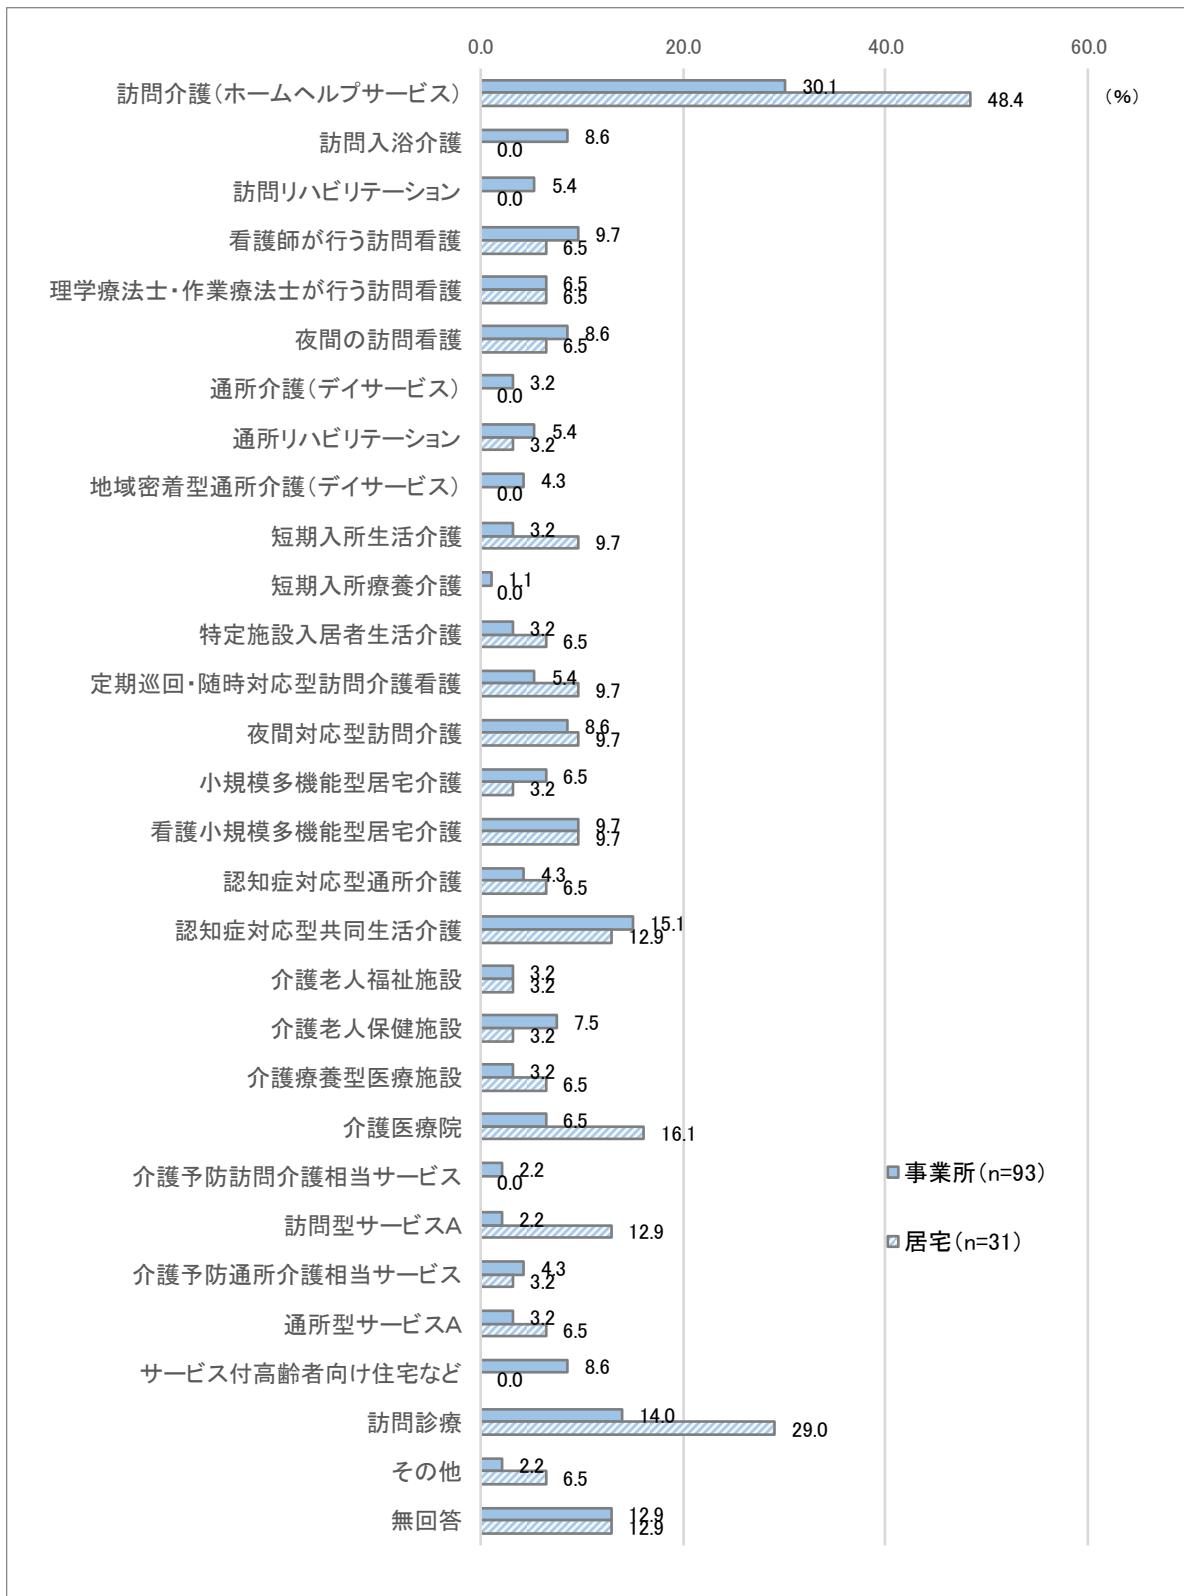 0.0 20.0 40.0 60.0
(%)
訪問介護(ホームヘルプサービス) 30.1 48.4
訪問入浴介護 8.6 0.0
訪問リハビリテーション 5.4 0.0
看護師が行う訪問看護 9.7 6.5
理学療法士・作業療法士が行う訪問看護 6.5 6.5
夜間の訪問看護 8.6 6.5
通所介護(デイサービス) 3.2 0.0
通所リハビリテーション 5.4 3.2
地域密着型通所介護(デイサービス) 4.3 0.0
短期入所生活介護 3.2 9.7
短期入所療養介護 1.1 0.0
特定施設入居者生活介護 3.2 6.5
定期巡回・随時対応型訪問介護看護 5.4 9.7
夜間対応型訪問介護 8.6 9.7
小規模多機能型居宅介護 6.5 3.2
看護小規模多機能型居宅介護 9.7 9.7
認知症対応型通所介護 4.3 6.5
認知症対応型共同生活介護 15.1 12.9
介護老人福祉施設 3.2 3.2
介護老人保健施設 7.5 3.2
介護療養型医療施設 3.2 6.5
介護医療院 6.5 16.1
介護予防訪問介護相当サービス 2.2 0.0
訪問型サービスA 2.2 12.9
介護予防通所介護相当サービス 4.3 3.2
通所型サービスA 3.2 6.5
サービス付高齢者向け住宅など 8.6 0.0
訪問診療 14.0 29.0
その他 2.2 6.5
無回答 12.9 12.9
事業所(n=93)
居宅(n=31)